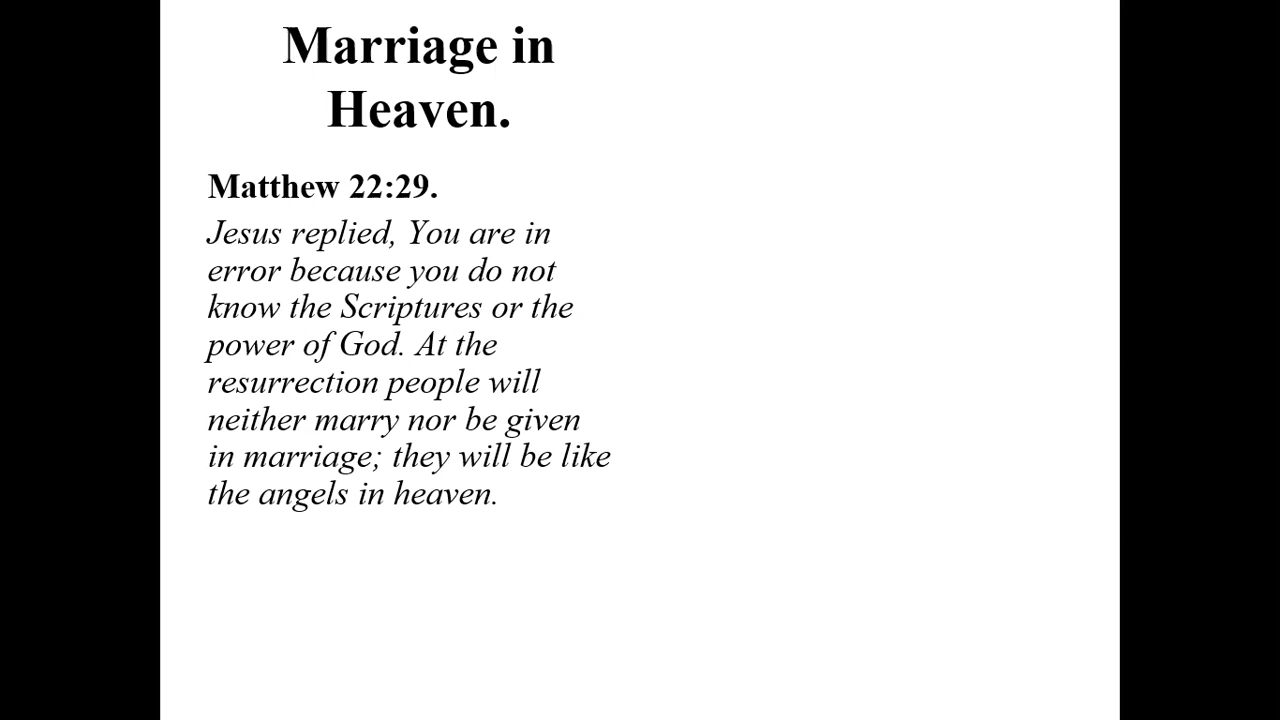 Marriage in
Heaven.
Matthew 22:29.
Jesus replied, You are in
error because you do not
know the Scriptures or the
power of God. At the
resurrection people will
neither marry nor be given
in marriage; they will be like
the angels in heaven.